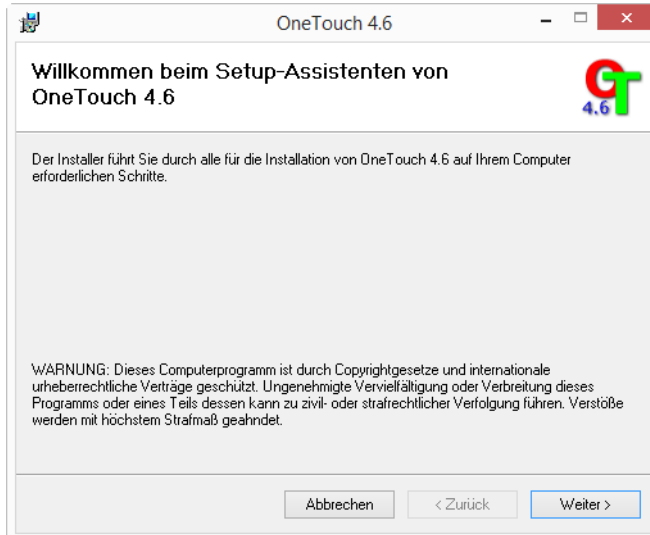 OneTouch 4.6
Willkommen beim Setup-Assistenten von
OneTouch 4.6
OT
4.6
Der Installer führt Sie durch alle für die Installation von OneTouch 4.6 auf Ihrem Computer
erforderlichen Schritte.
WARNUNG: Dieses Computerprogramm ist durch Copyrightgesetze und internationale
urheberrechtliche Verträge geschützt. Ungenehmigte Vervielfältigung oder Verbreitung dieses
Programms oder eines Teils dessen kann zu zivil- oder strafrechtlicher Verfolgung führen. Verstöße
werden mit höchstem Strafmaß geahndet.
Abbrechen < Zurück Weiter >